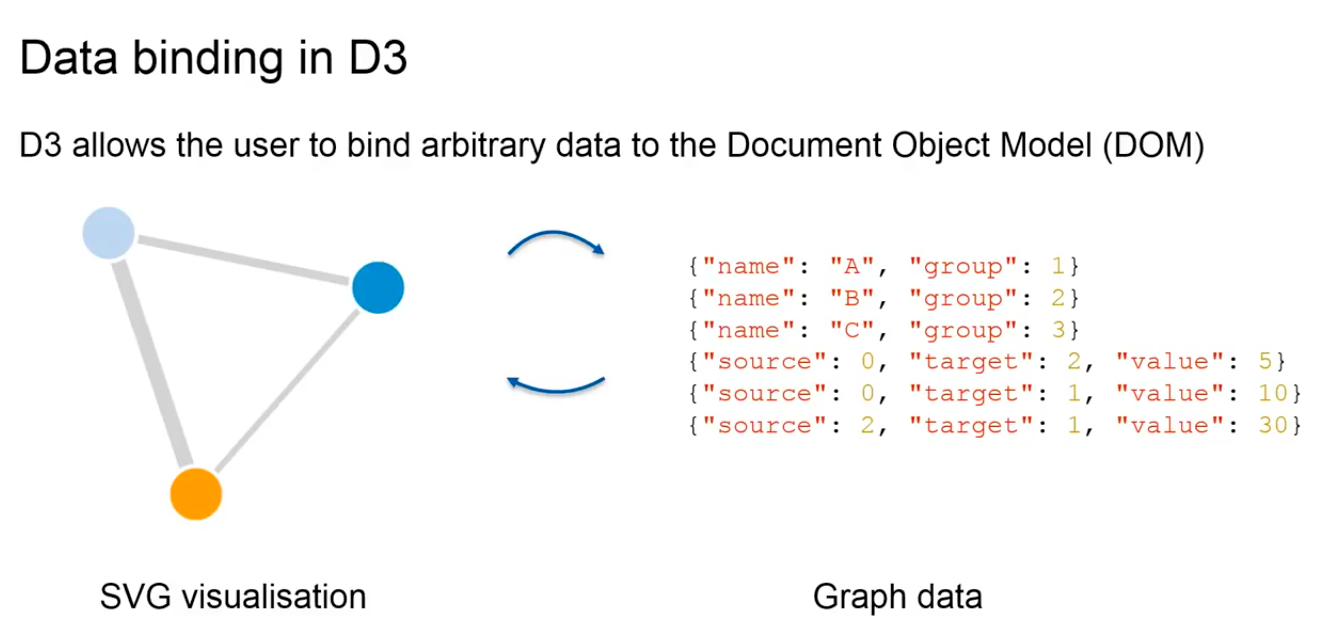 Data binding in D3
D3 allows the user to bind arbitrary data to the Document Object Model (DOM)
{"name": "A", "group": 1}
{"name": "B", "group": 2}
{"name": "C", "group": 3}
{"source": 0, "target": 2, "value": 5}
{"source": 0, "target": 1, "value": 10}
{"source": 2, "target": 1, "value": 30}
SVG visualisation
Graph data